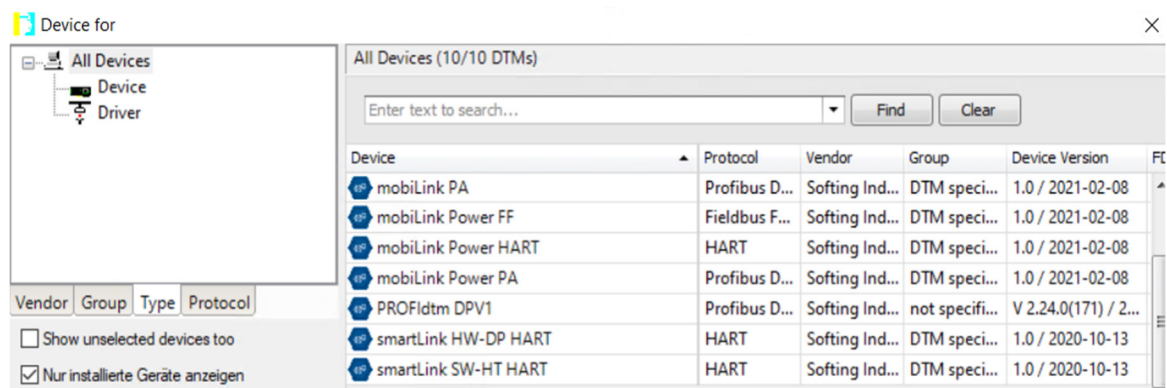 Device for
All Devices
Device
Driver
Vendor Group Type Protocol
Show unselected devices too
Nur installierte Geräte anzeigen
All Devices (10/10 DTMs)
Enter text to search... Find Clear
Device Protocol Vendor Group Device Version
mobiLink PA Profibus D... Softing Ind... DTM speci... 1.0 / 2021-02-08
mobiLink Power FF Fieldbus F... Softing Ind... DTM speci... 1.0 / 2021-02-08
mobiLink Power HART HART Softing Ind... DTM speci... 1.0 / 2021-02-08
mobiLink Power PA Profibus D... Softing Ind... DTM speci... 1.0 / 2021-02-08
PROFIdtm DPV1 Profibus D... Softing Ind... not specifi... V 2.24.0(171) / 2...
smartLink HW-DP HART HART Softing Ind... DTM speci... 1.0 / 2020-10-13
smartLink SW-HT HART HART Softing Ind... DTM speci... 1.0 / 2020-10-13